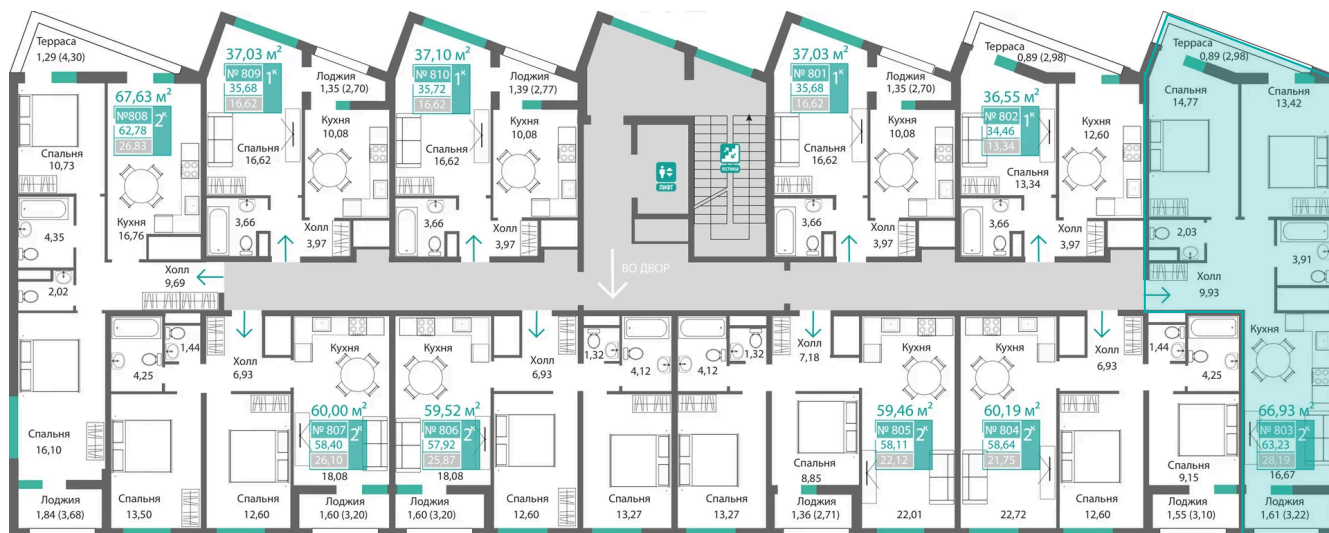 Терраса
1,29 (4,30)
67,63 м²
№808
62,78
26,83
2к
Спальня
10,73
Кухня
16,76
4,35
2,02
Холл
9,69
Спальня
16,10
Лоджия
1,84 (3,68)
37,03 м²
№ 809
35,68
16,62
1к
Лоджия
1,35 (2,70)
Кухня
10,08
Спальня
16,62
3,66
Холл
3,97
37,10 м²
№ 810
35,72
16,62
1к
Лоджия
1,39 (2,77)
Кухня
10,08
Спальня
16,62
3,66
Холл
3,97
ЛИФТ
ЛЕСТНИЦА
ВО ДВОР
37,03 м²
№ 801
35,68
16,62
1к
Лоджия
1,35 (2,70)
Кухня
10,08
Спальня
16,62
3,66
Холл
3,97
Терраса
0,89 (2,98)
36,55 м²
№ 802
34,46
13,34
1к
Кухня
12,60
Спальня
13,34
3,66
Холл
3,97
Терраса
0,89 (2,98)
Спальня
14,77
Спальня
13,42
2,03
3,91
Холл
9,93
Кухня
66,93 м²
№ 803
63,23
28,19
2к
16,67
Лоджия
1,61 (3,22)
1,44
4,25
Холл
6,93
Кухня
60,00 м²
№ 807
58,40
26,10
2к
18,08
Спальня
13,50
Спальня
12,60
Лоджия
1,60 (3,20)
Кухня
59,52 м²
№ 806
57,92
25,87
2к
18,08
Лоджия
1,60 (3,20)
Холл
6,93
1,32
4,12
Спальня
12,60
Спальня
13,27
4,12
1,32
Холл
7,18
Кухня
59,46 м²
№ 805
58,11
22,12
2к
22,01
Спальня
13,27
Спальня
8,85
Лоджия
1,36 (2,71)
Кухня
60,19 м²
№ 804
58,64
21,75
2к
22,72
Холл
6,93
1,44
4,25
Спальня
12,60
Спальня
9,15
Лоджия
1,55 (3,10)